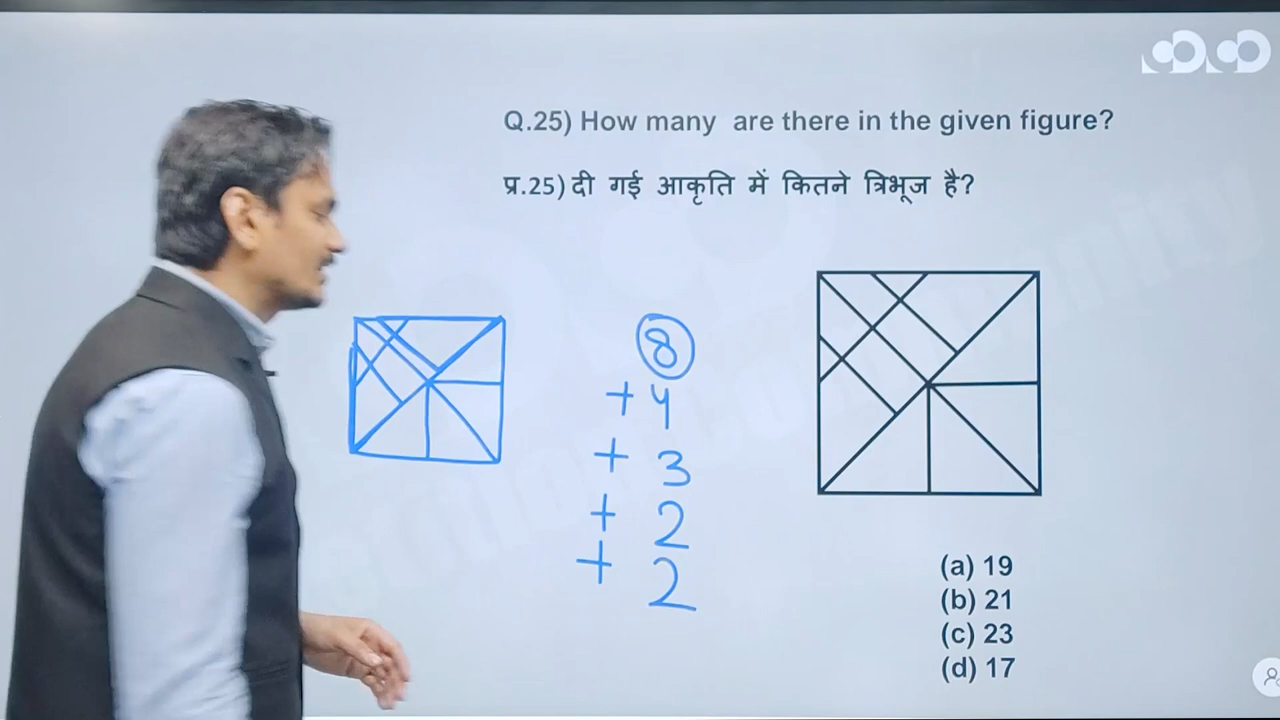 Q.25) How many are there in the given figure?
प्र.25) दी गई आकृति में कितने त्रिभूज है?
8
+ 4
+ 3
+ 2
+ 2
(a) 19
(b) 21
(c) 23
(d) 17